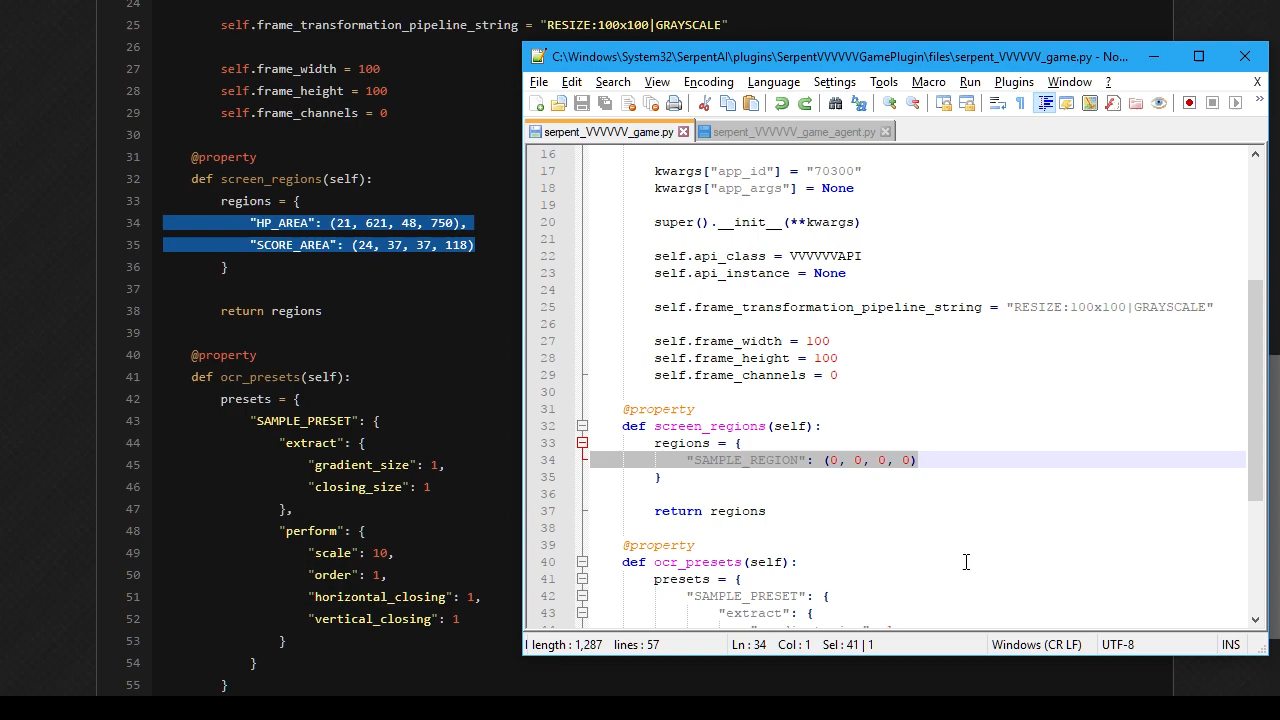 24
25 self.frame_transformation_pipeline_string = "RESIZE:100x100|GRAYSCALE"
26
27 self.frame_width = 100
28 self.frame_height = 100
29 self.frame_channels = 0
30
31 @property
32 def screen_regions(self):
33 regions = {
34 "HP_AREA": (21, 621, 48, 750),
35 "SCORE_AREA": (24, 37, 37, 118)
36 }
37
38 return regions
39
40 @property
41 def ocr_presets(self):
42 presets = {
43 "SAMPLE_PRESET": {
44 "extract": {
45 "gradient_size": 1,
46 "closing_size": 1
47 },
48 "perform": {
49 "scale": 10,
50 "order": 1,
51 "horizontal_closing": 1,
52 "vertical_closing": 1
53 }
54 }
55 }
C:\Windows\System32\SerpentAI\plugins\SerpentVVVVVVGamePlugin\files\serpent_VVVVVV_game.py - No...
File Edit Search View Encoding Language Settings Tools Macro Run Plugins Window ? X
serpent_VVVVVV_game.py serpent_VVVVVV_game_agent.py
16
17 kwargs["app_id"] = "70300"
18 kwargs["app_args"] = None
19
20 super().__init__(**kwargs)
21
22 self.api_class = VVVVVVAPI
23 self.api_instance = None
24
25 self.frame_transformation_pipeline_string = "RESIZE:100x100|GRAYSCALE"
26
27 self.frame_width = 100
28 self.frame_height = 100
29 self.frame_channels = 0
30
31 @property
32 def screen_regions(self):
33 regions = {
34 "SAMPLE_REGION": (0, 0, 0, 0)
35 }
36
37 return regions
38
39 @property
40 def ocr_presets(self):
41 presets = {
42 "SAMPLE_PRESET": {
43 "extract": {
length : 1,287 lines : 57 Ln : 34 Col : 1 Sel : 41 | 1 Windows (CR LF) UTF-8 INS